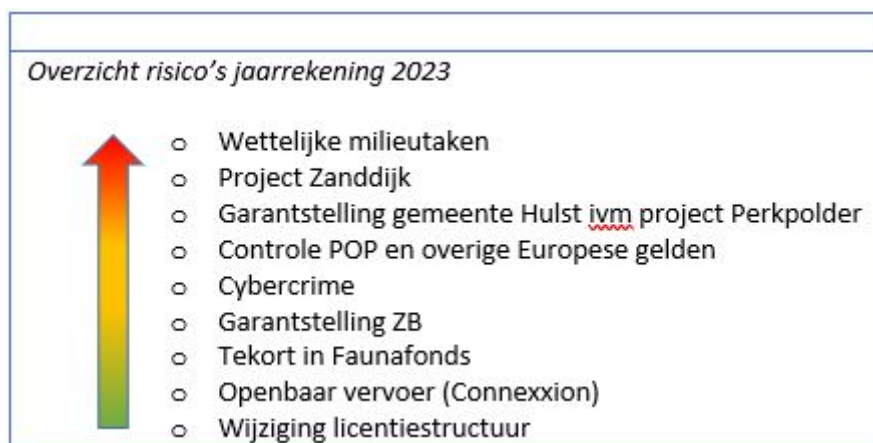 Overzicht risico's jaarrekening 2023
o Wettelijke milieutaken
o Project Zanddijk
o Garantstelling gemeente Hulst ivm project Perkpolder
o Controle POP en overige Europese gelden
o Cybercrime
o Garantstelling ZB
o Tekort in Faunafonds
o Openbaar vervoer (Connexxion)
o Wijziging licentiestructuur